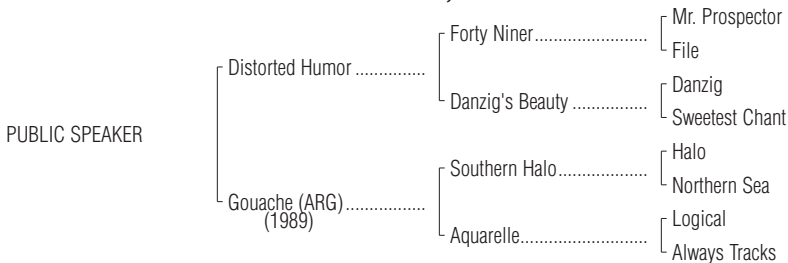 Mr. Prospector
Forty Niner.......................
File
Distorted Humor ...............
Danzig
Danzig's Beauty ................
Sweetest Chant
PUBLIC SPEAKER
Halo
Southern Halo...................
Northern Sea
Gouache (ARG).................
(1989)
Logical
Aquarelle..........................
Always Tracks